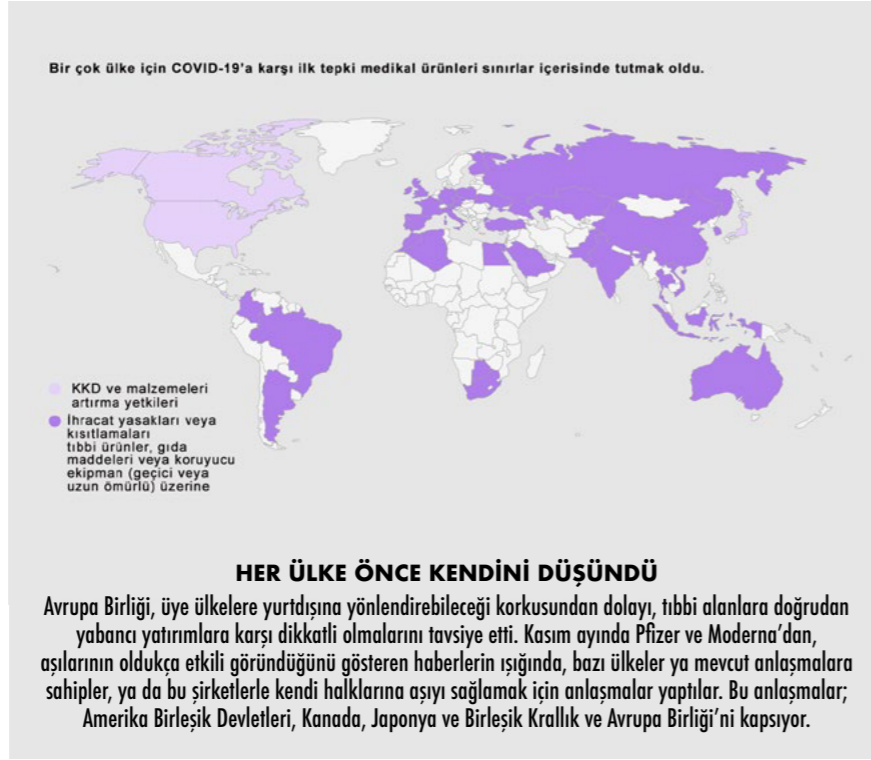 Bir çok ülke için COVID-19'a karşı ilk tepki medikal ürünleri sınırlar içerisinde tutmak oldu.
KKD ve malzemeleri
artırma yetkileri
İhracat yasakları veya
kısıtlamaları
tıbbi ürünler, gıda
maddeleri veya koruyucu
ekipman (geçici veya
uzun ömürlü) üzerine
HER ÜLKE ÖNCE KENDİNİ DÜŞÜNDÜ
Avrupa Birliği, üye ülkelere yurtdışına yönlendirebileceği korkusundan dolayı, tıbbi alanlara doğrudan
yabancı yatırımlara karşı dikkatli olmalarını tavsiye etti. Kasım ayında Pfizer ve Moderna'dan,
aşılarının oldukça etkili göründüğünü gösteren haberlerin ışığında, bazı ülkeler ya mevcut anlaşmalara
sahipler, ya da bu şirketlerle kendi halklarına aşıyı sağlamak için anlaşmalar yaptılar. Bu anlaşmalar;
Amerika Birleşik Devletleri, Kanada, Japonya ve Birleşik Krallık ve Avrupa Birliği'ni kapsıyor.